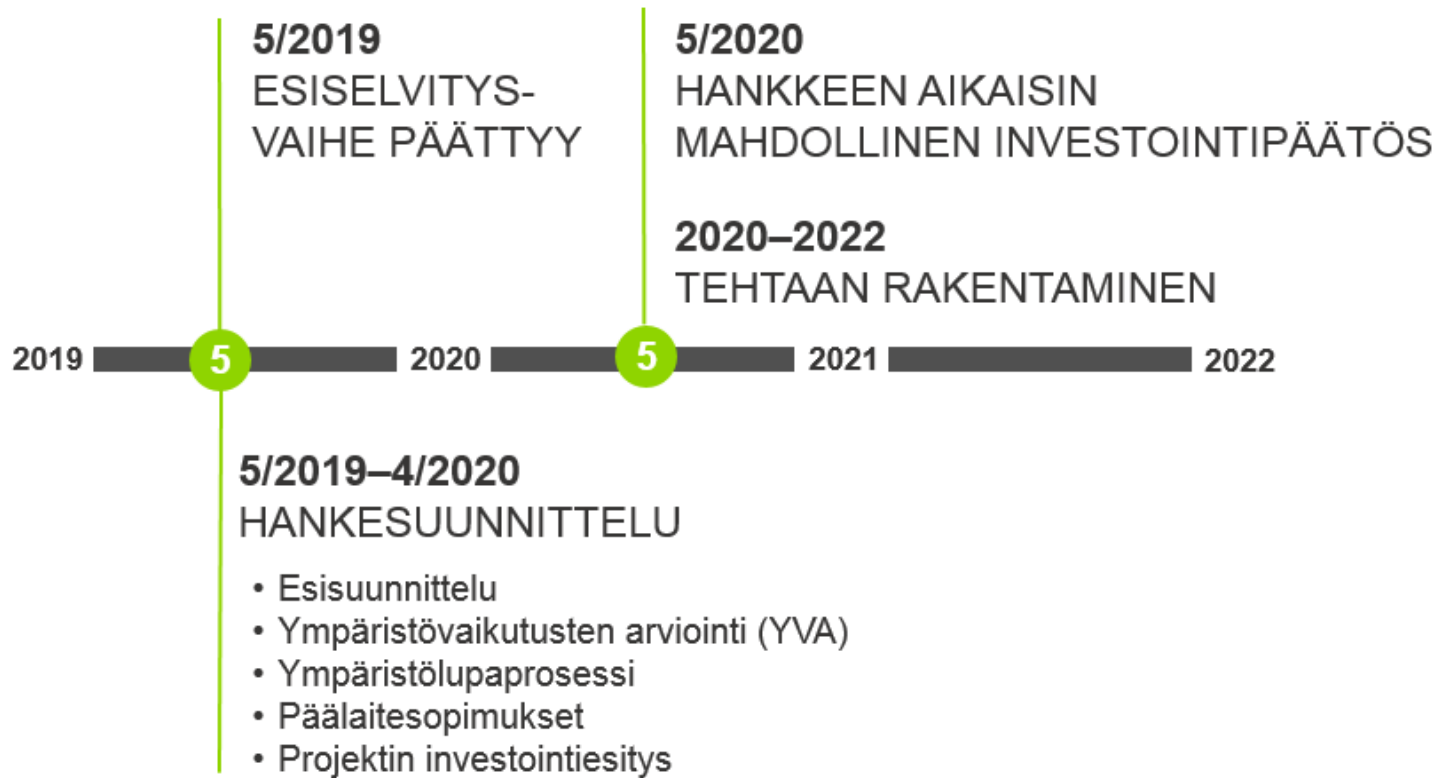 5/2019
ESISELVITYS-
VAIHE PÄÄTTYY
5/2020
HANKKEEN AIKAISIN
MAHDOLLINEN INVESTOINTIPÄÄTÖS
2020–2022
TEHTAAN RAKENTAMINEN
2019 5 2020 5 2021 2022
5/2019–4/2020
HANKESUUNNITTELU
• Esisuunnittelu
• Ympäristövaikutusten arviointi (YVA)
• Ympäristölupaprosessi
• Päälaitesopimukset
• Projektin investointiesitys